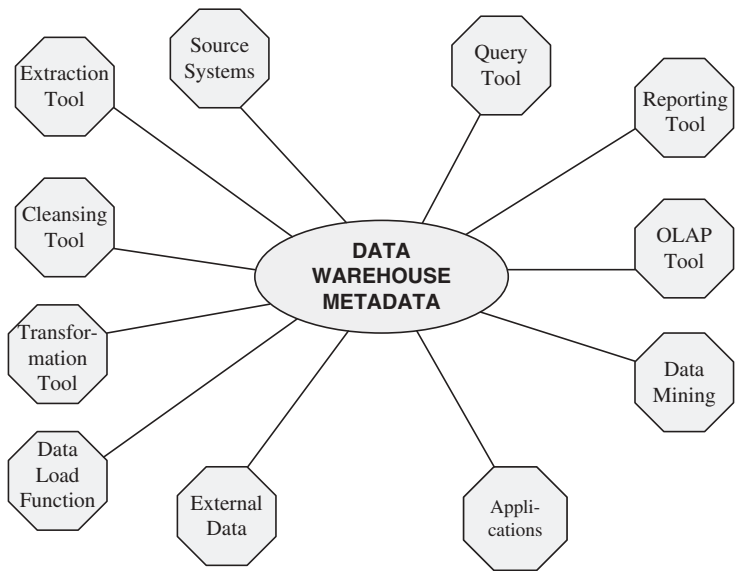 Source
Systems
Query
Tool
Extraction
Tool
Reporting
Tool
Cleansing
Tool
DATA
WAREHOUSE
METADATA
OLAP
Tool
Transfor-
mation
Tool
Data
Mining
Data
Load
Function
External
Data
Appli-
cations